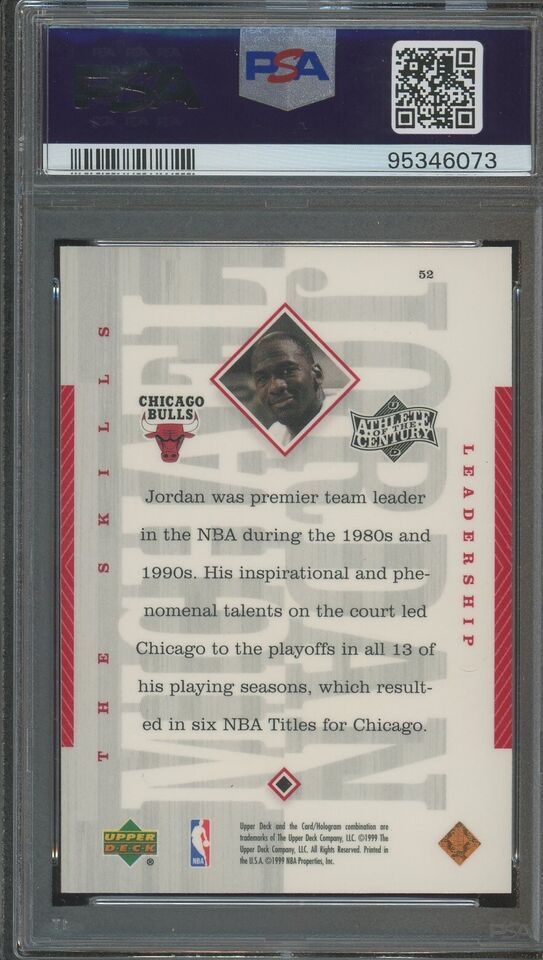 PSA
PSA
95346073
52
THE SKILLS
MICHAEL
JORDAN
CHICAGO
BULLS
UD
ATHLETE
OF THE
CENTURY
LEADERSHIP
Jordan was premier team leader
in the NBA during the 1980s and
1990s. His inspirational and phe-
nomenal talents on the court led
Chicago to the playoffs in all 13 of
his playing seasons, which result-
ed in six NBA Titles for Chicago.
UPPER
DECK
®
NBA
Upper Deck and the Card/Hologram combination are
trademarks of The Upper Deck Company, LLC. ©1999 The
Upper Deck Company, LLC. All Rights Reserved. Printed in
the U.S.A. ©1999 NBA Properties, Inc.
PSA